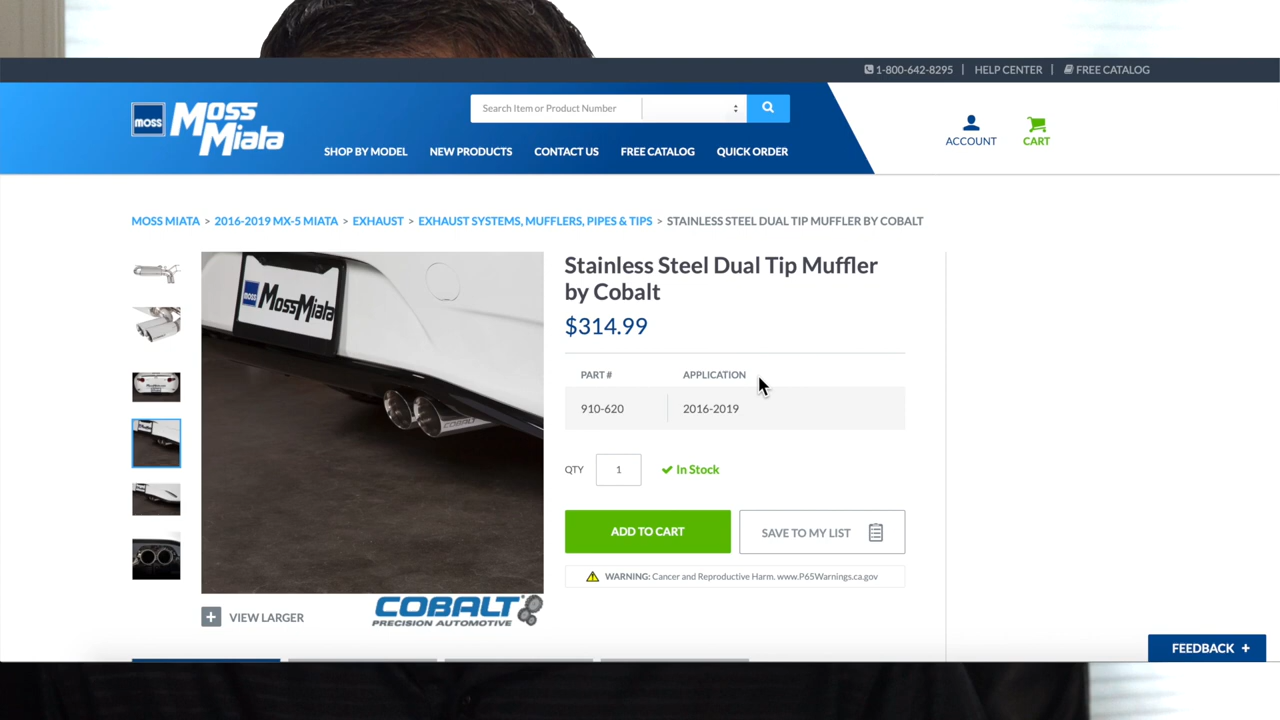 1-800-642-8295 | HELP CENTER | FREE CATALOG
moss Moss Miata
Search Item or Product Number
ACCOUNT
CART
SHOP BY MODEL NEW PRODUCTS CONTACT US FREE CATALOG QUICK ORDER
MOSS MIATA > 2016-2019 MX-5 MIATA > EXHAUST > EXHAUST SYSTEMS, MUFFLERS, PIPES & TIPS > STAINLESS STEEL DUAL TIP MUFFLER BY COBALT
moss MossMiata
COBALT
Stainless Steel Dual Tip Muffler
by Cobalt
$314.99
PART # APPLICATION
910-620 2016-2019
QTY 1 In Stock
ADD TO CART SAVE TO MY LIST
WARNING: Cancer and Reproductive Harm. www.P65Warnings.ca.gov
+ VIEW LARGER
COBALT
PRECISION AUTOMOTIVE
FEEDBACK +